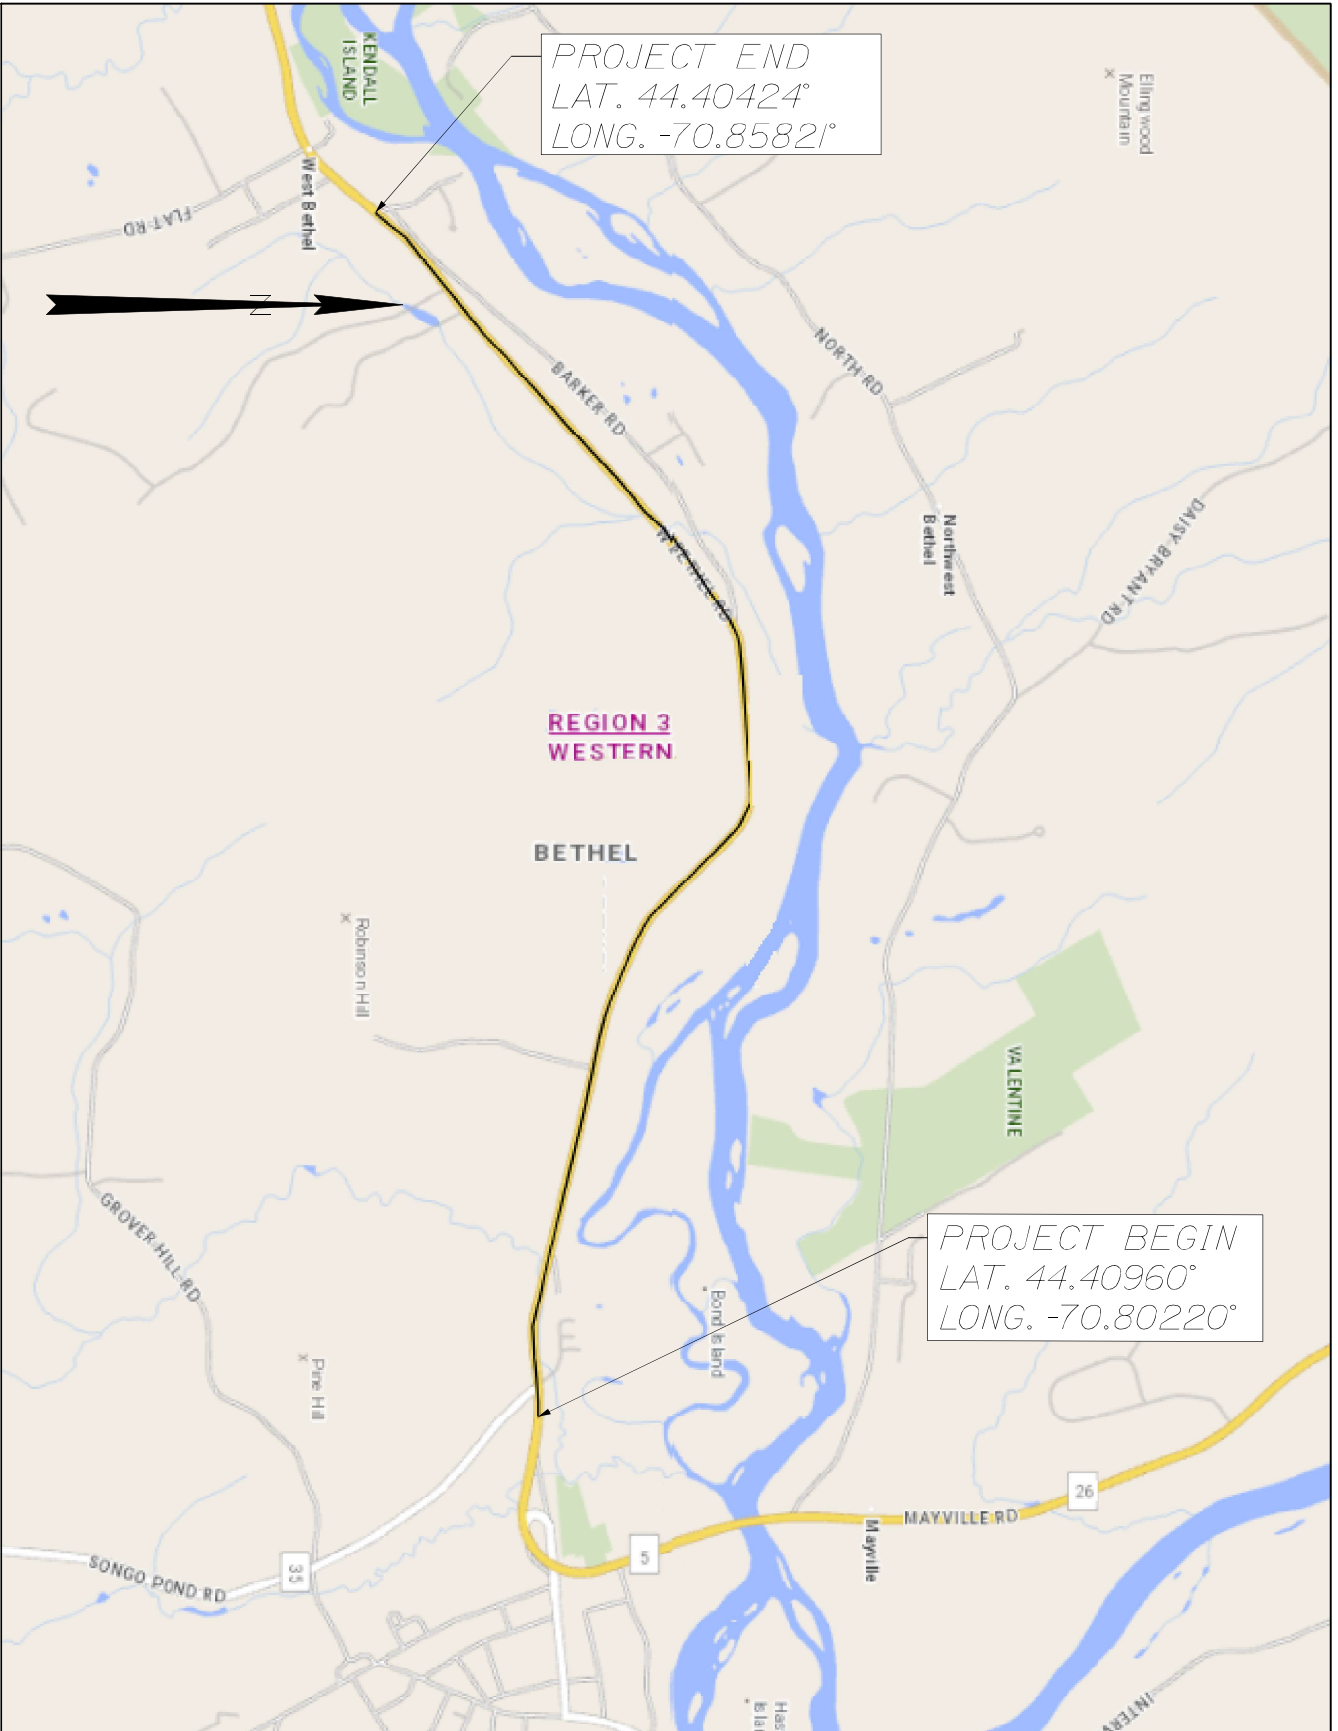 KENDALL
ISLAND
PROJECT END
LAT. 44.40424°
LONG. -70.85821°
Ellingwood
Mountain
West Bethel
FLAT RD
N
NORTH RD
BARKER RD
Northwest
Bethel
DAISY BRYANT RD
REGION 3
WESTERN
BETHEL
Robinson Hill
VALENTINE
GROVER HILL RD
PROJECT BEGIN
LAT. 44.40960°
LONG. -70.80220°
Bond Island
Pine Hill
26
MAYVILLE RD
Mayville
5
35
SONGO POND RD